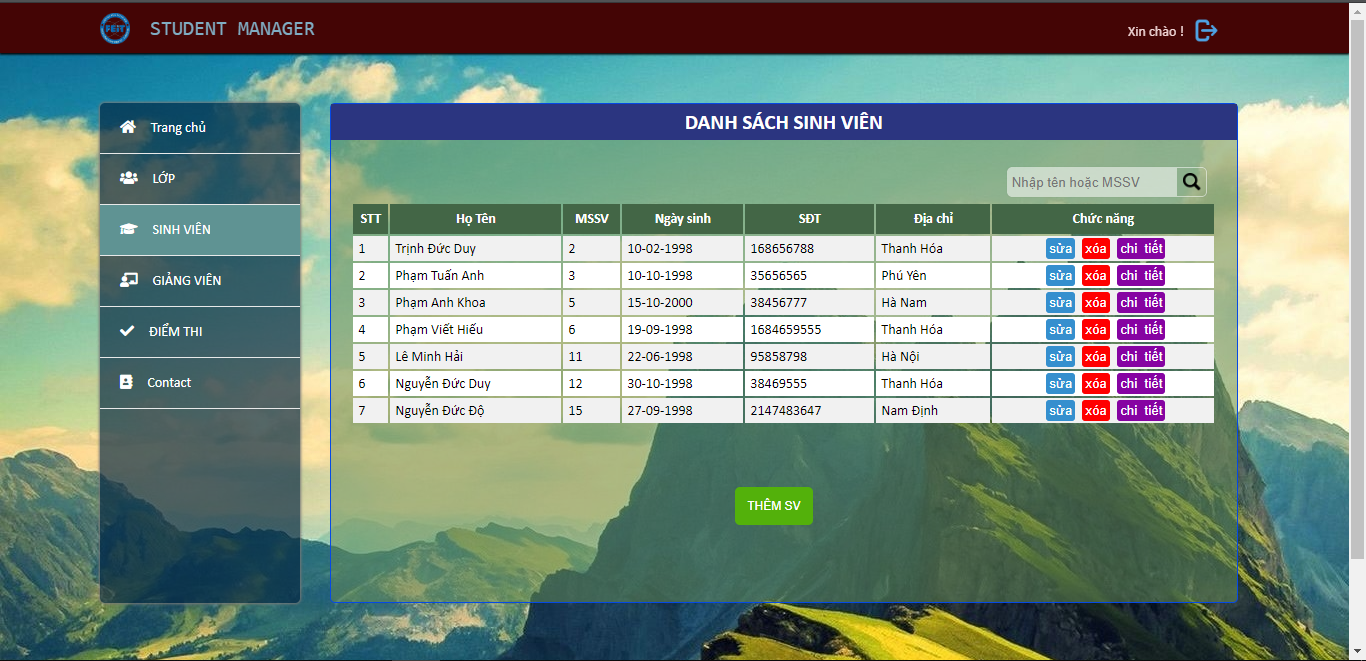 FEIT STUDENT MANAGER Xin chào !
DANH SÁCH SINH VIÊN
Trang chủ
LỚP
SINH VIÊN
GIẢNG VIÊN
ĐIỂM THI
Contact
Nhập tên hoặc MSSV
STT Họ Tên MSSV Ngày sinh SĐT Địa chỉ Chức năng
1 Trịnh Đức Duy 2 10-02-1998 168656788 Thanh Hóa sửa xóa chi tiết
2 Phạm Tuấn Anh 3 10-10-1998 35656565 Phú Yên sửa xóa chi tiết
3 Phạm Anh Khoa 5 15-10-2000 38456777 Hà Nam sửa xóa chi tiết
4 Phạm Viết Hiếu 6 19-09-1998 1684659555 Thanh Hóa sửa xóa chi tiết
5 Lê Minh Hải 11 22-06-1998 95858798 Hà Nội sửa xóa chi tiết
6 Nguyễn Đức Duy 12 30-10-1998 38469555 Thanh Hóa sửa xóa chi tiết
7 Nguyễn Đức Độ 15 27-09-1998 2147483647 Nam Định sửa xóa chi tiết
THÊM SV